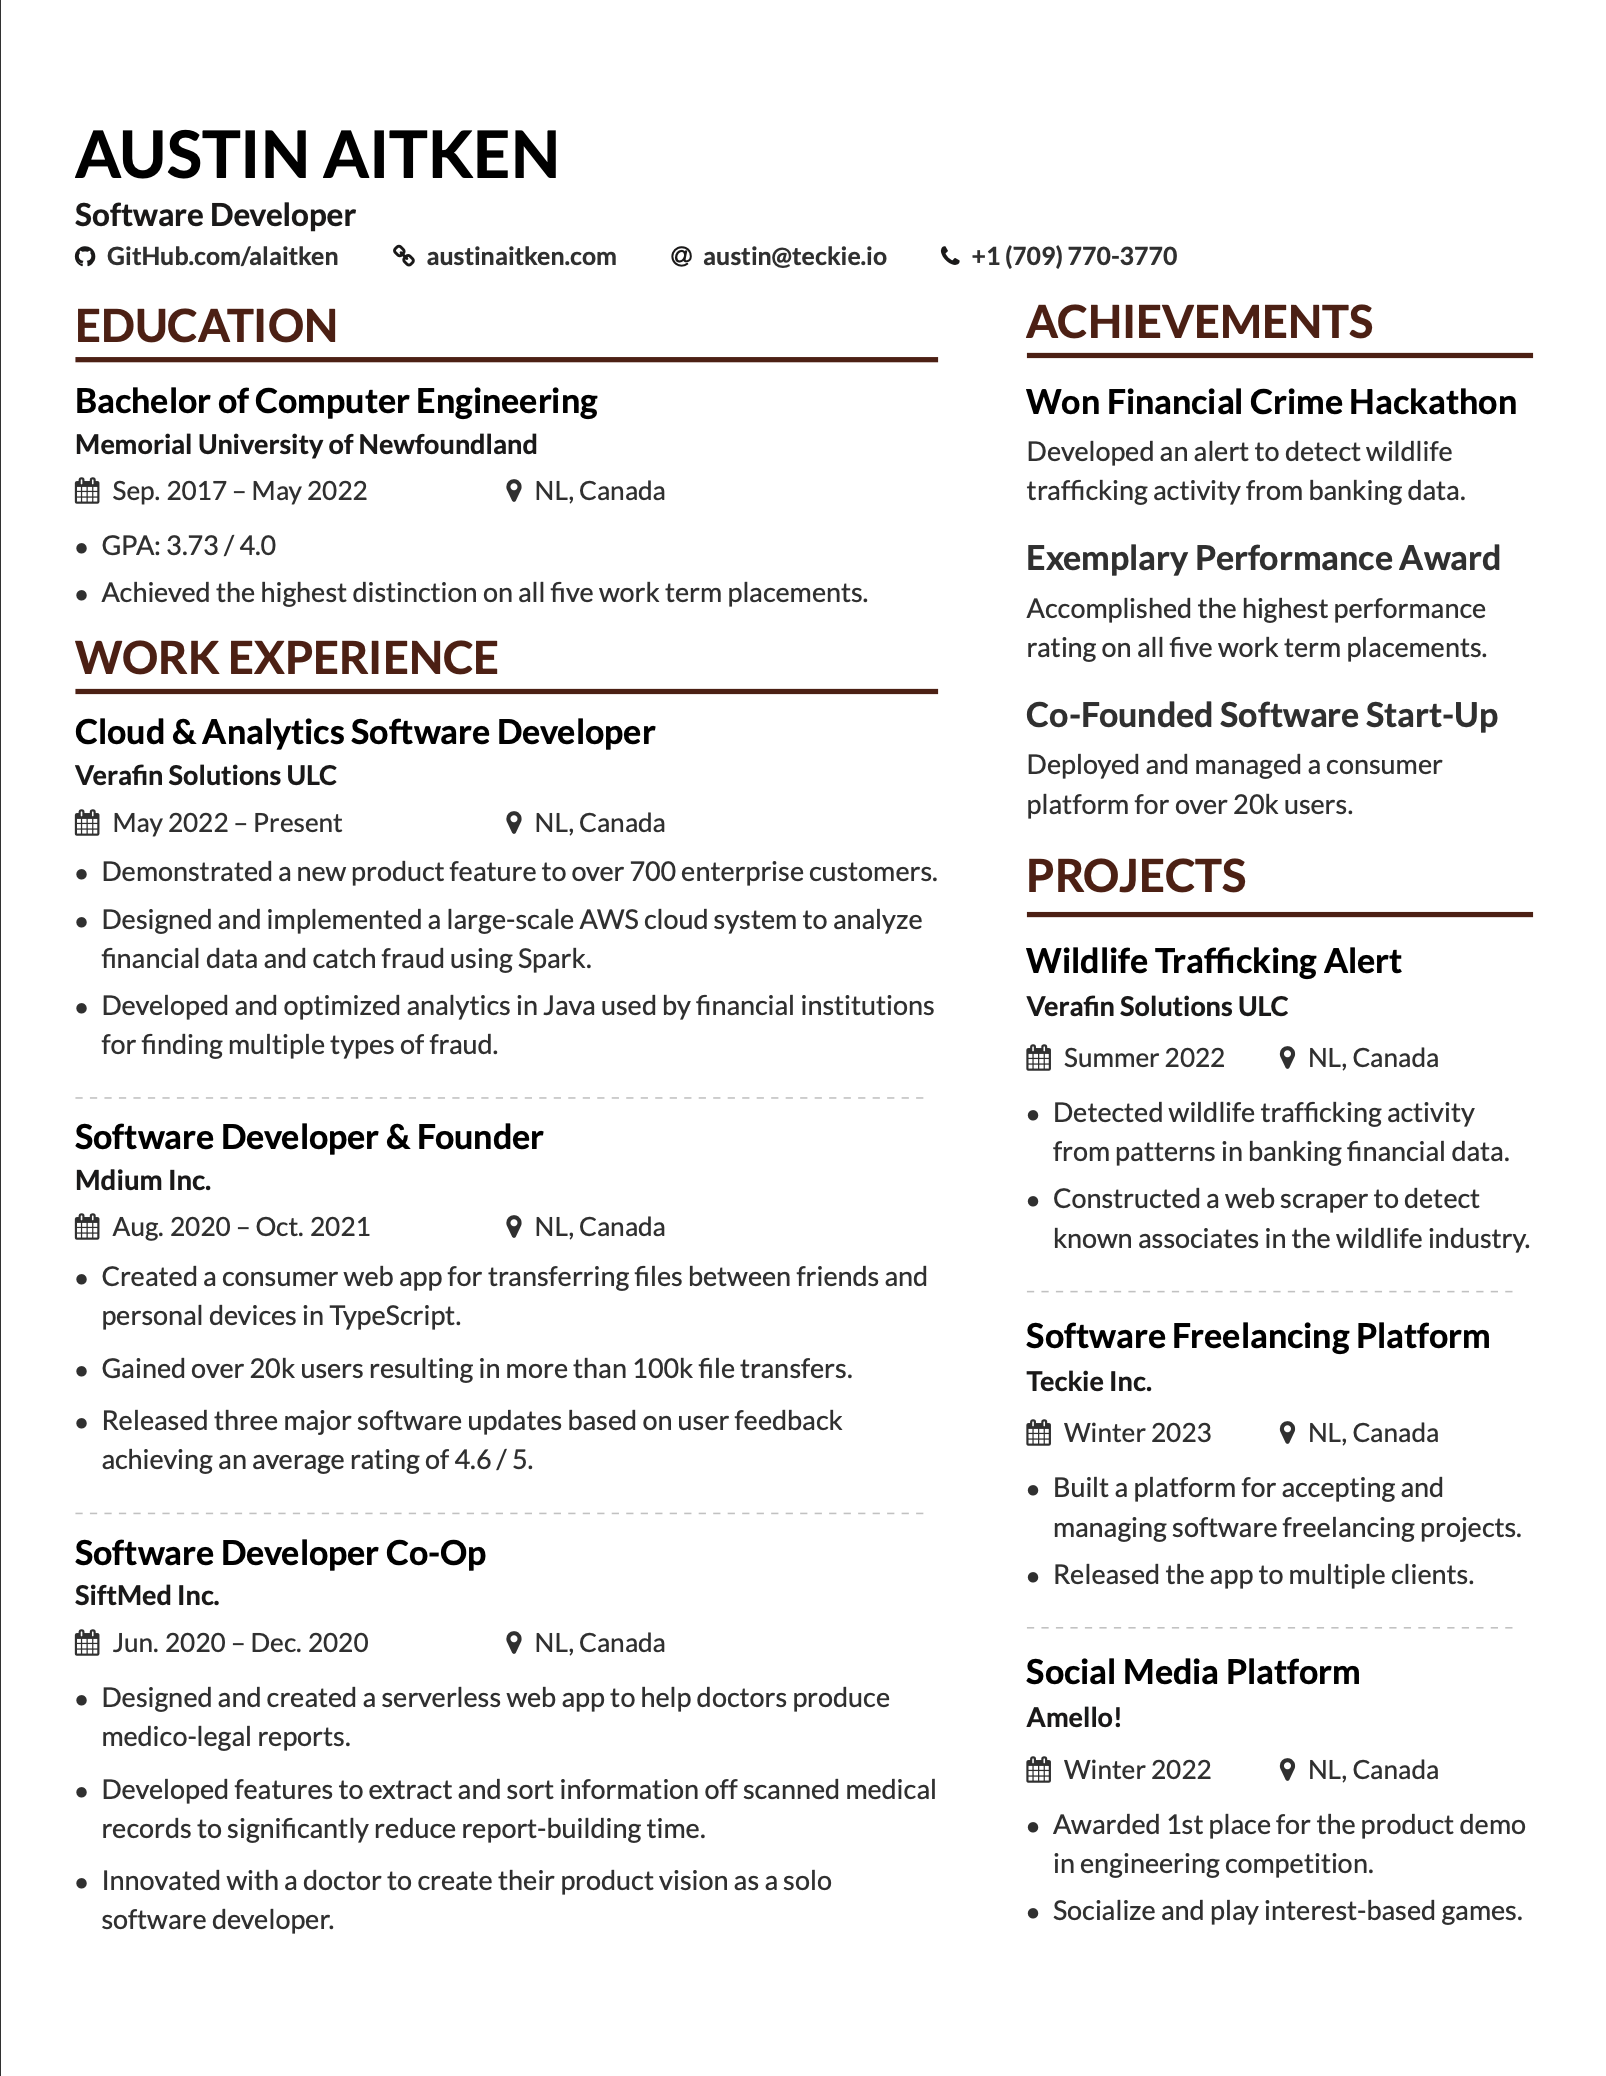 AUSTIN AITKEN
Software Developer
GitHub.com/alaitken austinaitken.com austin@teckie.io +1 (709) 770-3770
EDUCATION
Bachelor of Computer Engineering
Memorial University of Newfoundland
Sep. 2017 – May 2022 NL, Canada
• GPA: 3.73 / 4.0
• Achieved the highest distinction on all five work term placements.
WORK EXPERIENCE
Cloud & Analytics Software Developer
Verafin Solutions ULC
May 2022 – Present NL, Canada
• Demonstrated a new product feature to over 700 enterprise customers.
• Designed and implemented a large-scale AWS cloud system to analyze
financial data and catch fraud using Spark.
• Developed and optimized analytics in Java used by financial institutions
for finding multiple types of fraud.
Software Developer & Founder
Mdium Inc.
Aug. 2020 – Oct. 2021 NL, Canada
• Created a consumer web app for transferring files between friends and
personal devices in TypeScript.
• Gained over 20k users resulting in more than 100k file transfers.
• Released three major software updates based on user feedback
achieving an average rating of 4.6 / 5.
Software Developer Co-Op
SiftMed Inc.
Jun. 2020 – Dec. 2020 NL, Canada
• Designed and created a serverless web app to help doctors produce
medico-legal reports.
• Developed features to extract and sort information off scanned medical
records to significantly reduce report-building time.
• Innovated with a doctor to create their product vision as a solo
software developer.
ACHIEVEMENTS
Won Financial Crime Hackathon
Developed an alert to detect wildlife
trafficking activity from banking data.
Exemplary Performance Award
Accomplished the highest performance
rating on all five work term placements.
Co-Founded Software Start-Up
Deployed and managed a consumer
platform for over 20k users.
PROJECTS
Wildlife Trafficking Alert
Verafin Solutions ULC
Summer 2022 NL, Canada
• Detected wildlife trafficking activity
from patterns in banking financial data.
• Constructed a web scraper to detect
known associates in the wildlife industry.
Software Freelancing Platform
Teckie Inc.
Winter 2023 NL, Canada
• Built a platform for accepting and
managing software freelancing projects.
• Released the app to multiple clients.
Social Media Platform
Amello!
Winter 2022 NL, Canada
• Awarded 1st place for the product demo
in engineering competition.
• Socialize and play interest-based games.